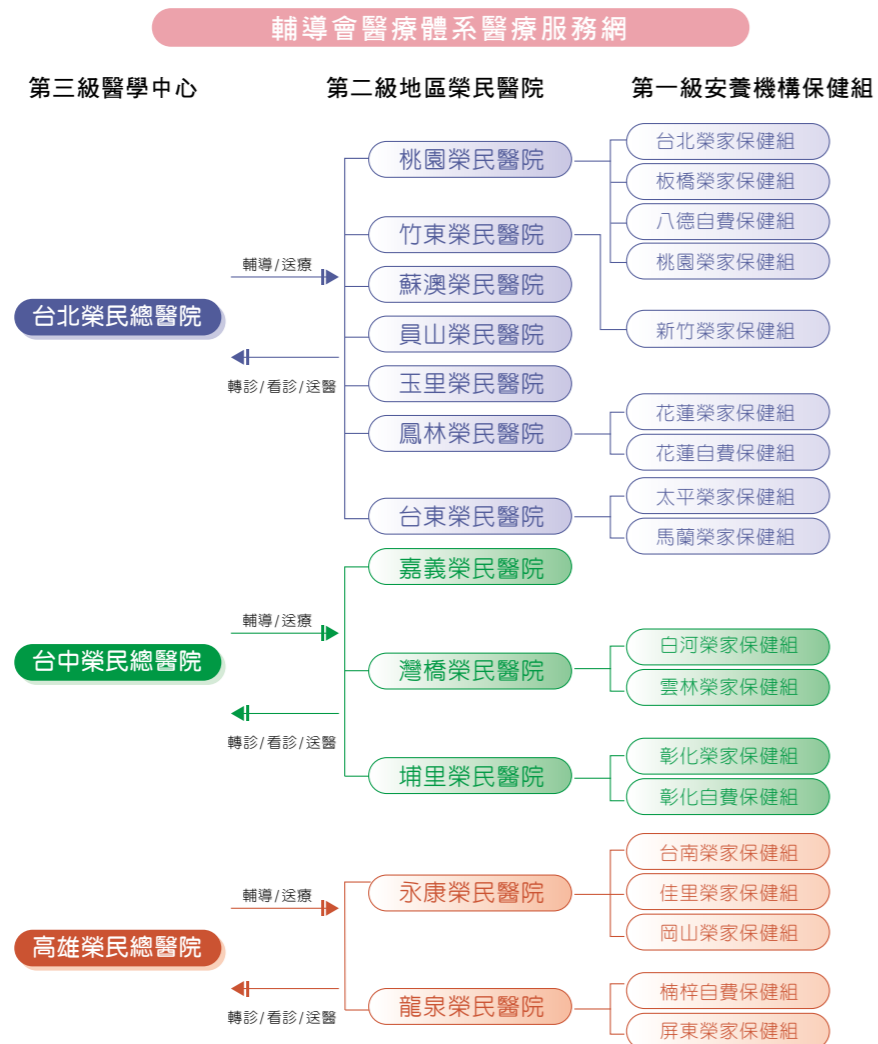 輔導會醫療體系醫療服務網
第三級醫學中心
第二級地區榮民醫院
第一級安養機構保健組
台北榮民總醫院
輔導/送療
轉診/看診/送醫
桃園榮民醫院
台北榮家保健組
板橋榮家保健組
八德自費保健組
桃園榮家保健組
竹東榮民醫院
新竹榮家保健組
蘇澳榮民醫院
員山榮民醫院
玉里榮民醫院
鳳林榮民醫院
花蓮榮家保健組
花蓮自費保健組
台東榮民醫院
太平榮家保健組
馬蘭榮家保健組
台中榮民總醫院
輔導/送療
轉診/看診/送醫
嘉義榮民醫院
灣橋榮民醫院
白河榮家保健組
雲林榮家保健組
埔里榮民醫院
彰化榮家保健組
彰化自費保健組
高雄榮民總醫院
輔導/送療
轉診/看診/送醫
永康榮民醫院
台南榮家保健組
佳里榮家保健組
岡山榮家保健組
龍泉榮民醫院
楠梓自費保健組
屏東榮家保健組